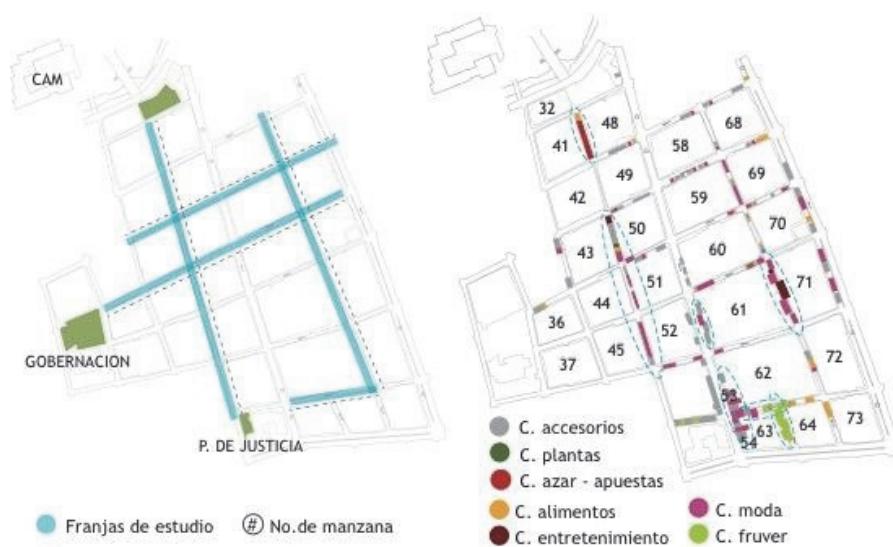 CAM
GOBERNACION
P. DE JUSTICIA
Franjas de estudio
# No.de manzana
32
48
41
58
68
49
42
59
69
50
43
60
70
51
71
44
61
36
52
45
37
72
62
53
63
64
73
54
C. accesorios
C. plantas
C. azar - apuestas
C. alimentos
C. entretenimiento
C. moda
C. fruver